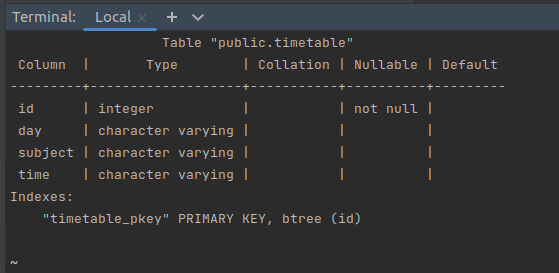 Terminal: Local × + ∨
Table "public.timetable"
Column | Type | Collation | Nullable | Default
---------+-------------------+-----------+----------+---------
id | integer | | not null |
day | character varying | | |
subject | character varying | | |
time | character varying | | |
Indexes:
"timetable_pkey" PRIMARY KEY, btree (id)
~